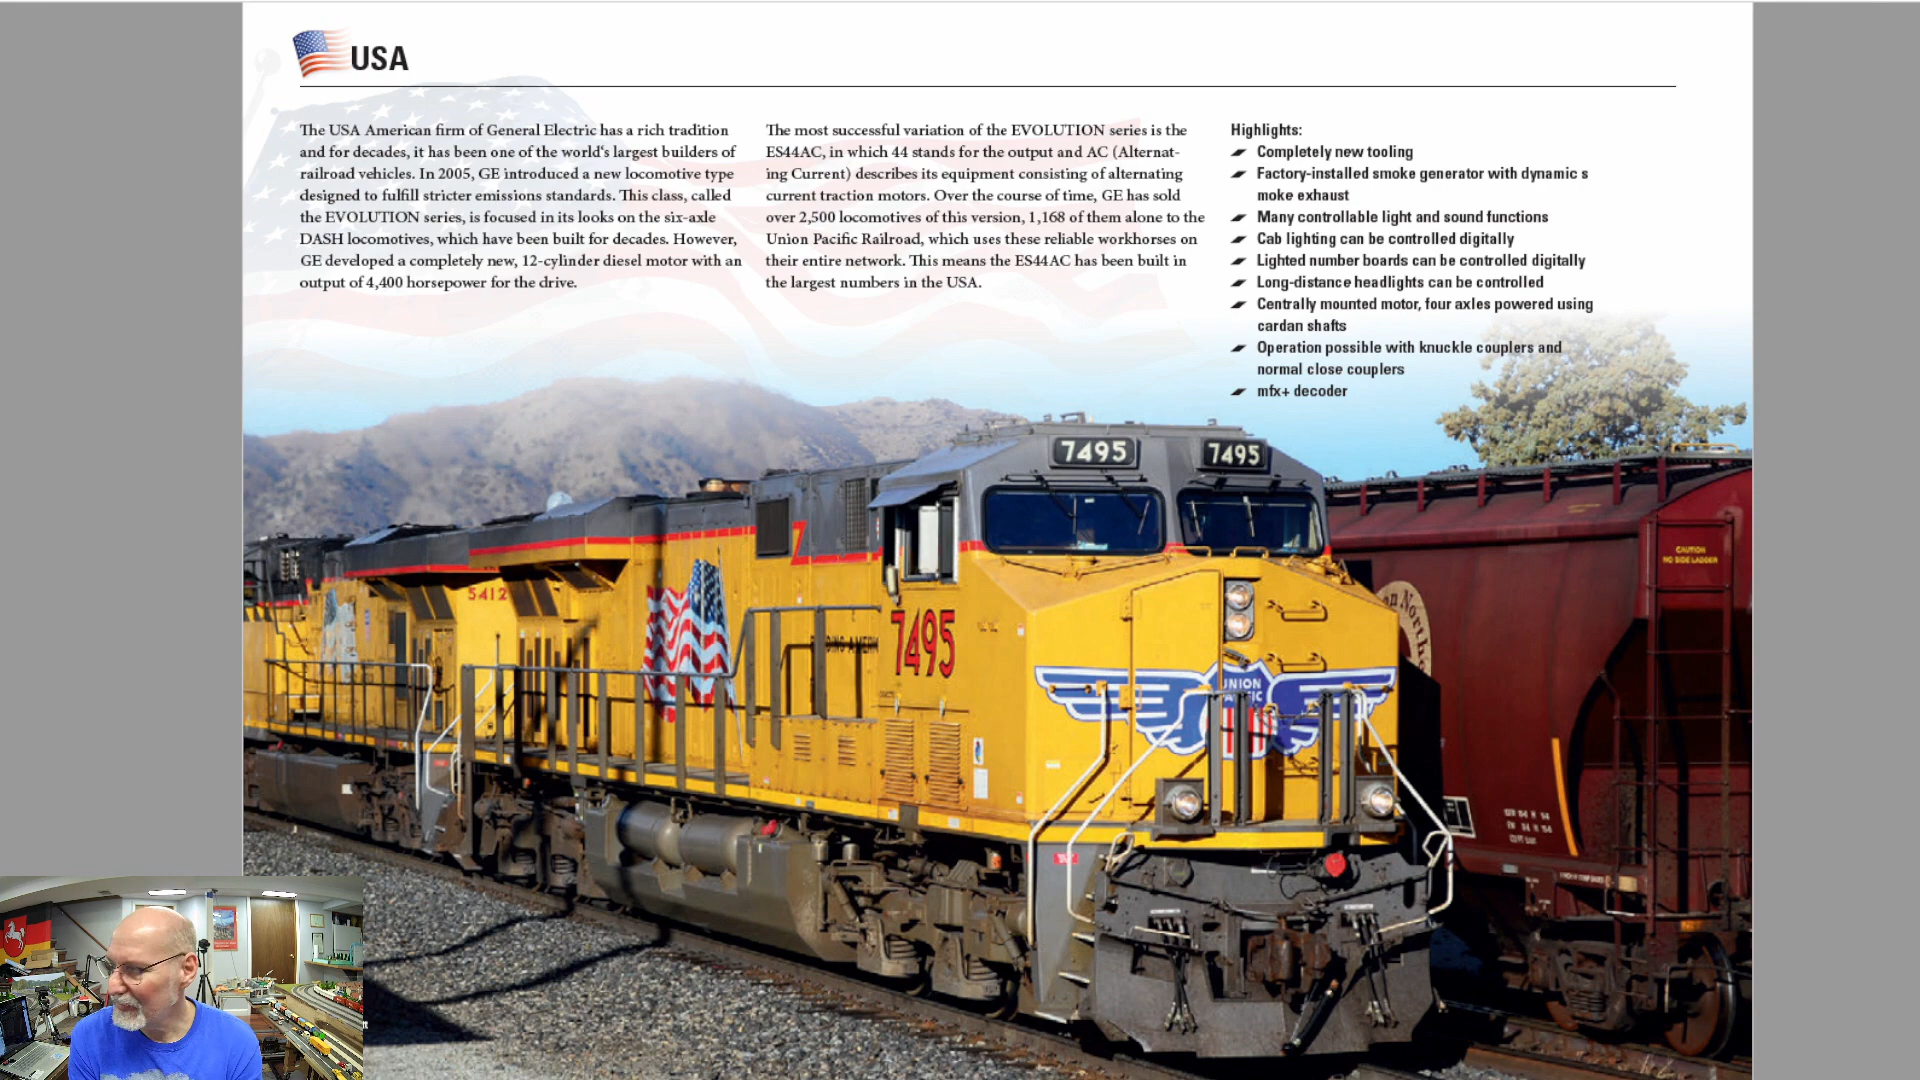 USA
The USA American firm of General Electric has a rich tradition
and for decades, it has been one of the world's largest builders of
railroad vehicles. In 2005, GE introduced a new locomotive type
designed to fulfill stricter emissions standards. This class, called
the EVOLUTION series, is focused in its looks on the six-axle
DASH locomotives, which have been built for decades. However,
GE developed a completely new, 12-cylinder diesel motor with an
output of 4,400 horsepower for the drive.
The most successful variation of the EVOLUTION series is the
ES44AC, in which 44 stands for the output and AC (Alternat-
ing Current) describes its equipment consisting of alternating
current traction motors. Over the course of time, GE has sold
over 2,500 locomotives of this version, 1,168 of them alone to the
Union Pacific Railroad, which uses these reliable workhorses on
their entire network. This means the ES44AC has been built in
the largest numbers in the USA.
Highlights:
Completely new tooling
Factory-installed smoke generator with dynamic s
moke exhaust
Many controllable light and sound functions
Cab lighting can be controlled digitally
Lighted number boards can be controlled digitally
Long-distance headlights can be controlled
Centrally mounted motor, four axles powered using
cardan shafts
Operation possible with knuckle couplers and
normal close couplers
mfx+ decoder
7495
7495
5412
7495
UNION
CAUTION
NO SIDE LADDER